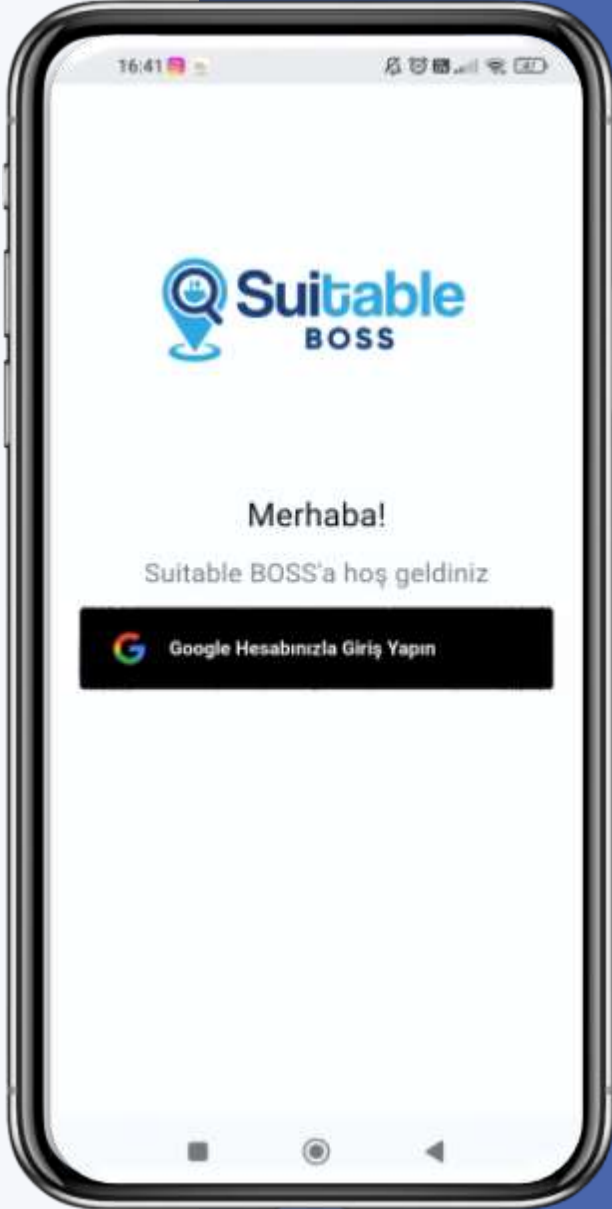 16:41
Suitable
BOSS
Merhaba!
Suitable BOSS'a hoş geldiniz
Google Hesabınızla Giriş Yapın